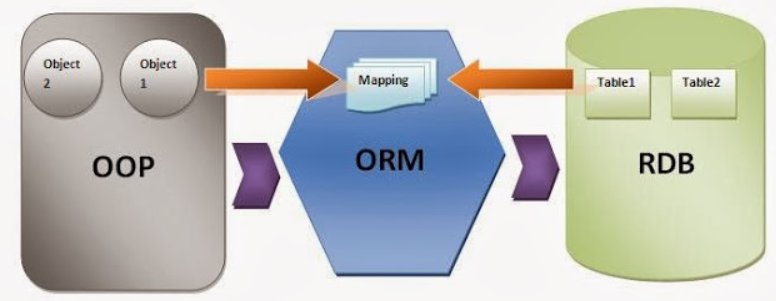 Object
2
Object
1
OOP
Mapping
ORM
Table1
Table2
RDB